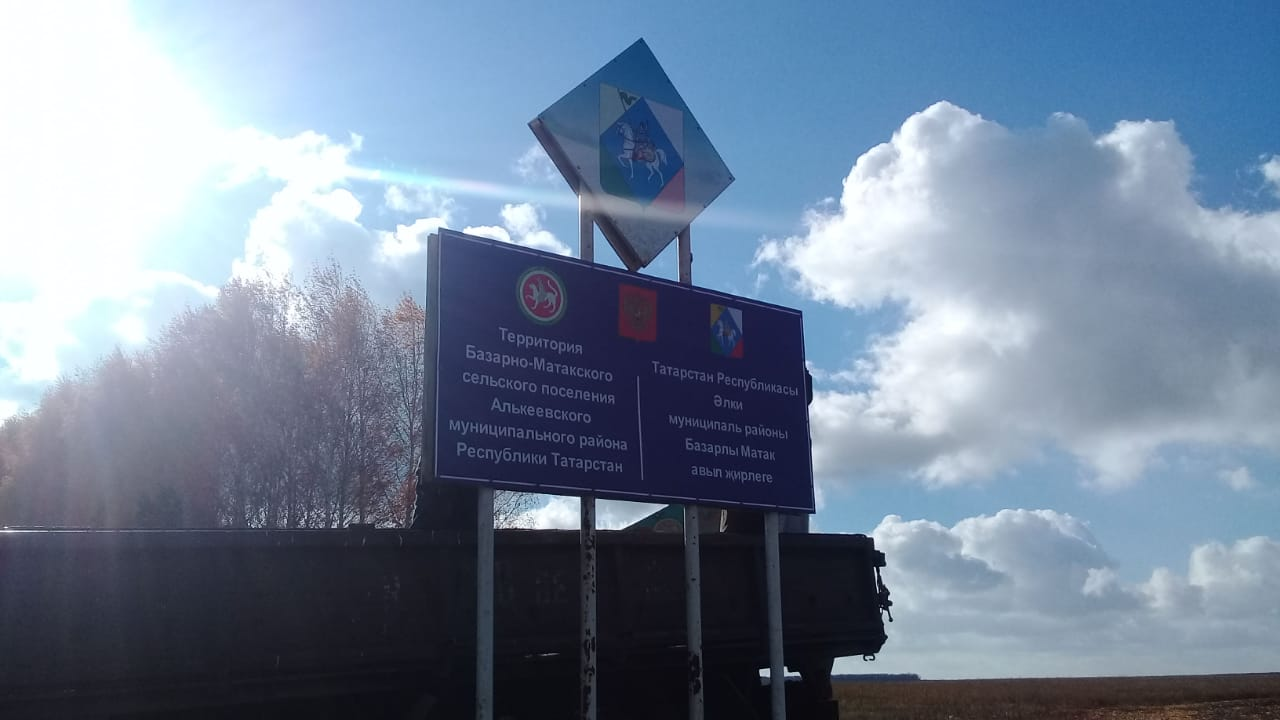 Территория
Базарно-Матакского
сельского поселения
Алькеевского
муниципального района
Республики Татарстан
Татарстан Республикасы
Әлки
муниципаль районы
Базарлы Матак
авыл җирлеге